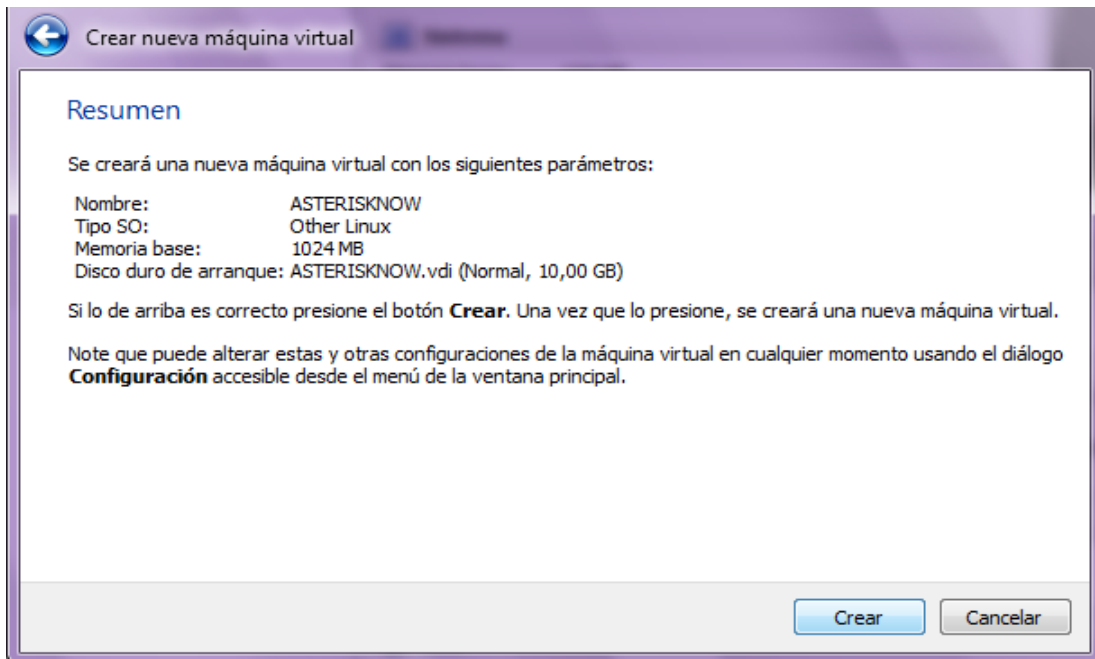 Crear nueva máquina virtual
Resumen
Se creará una nueva máquina virtual con los siguientes parámetros:
Nombre: ASTERISKNOW
Tipo SO: Other Linux
Memoria base: 1024 MB
Disco duro de arranque: ASTERISKNOW.vdi (Normal, 10,00 GB)
Si lo de arriba es correcto presione el botón Crear. Una vez que lo presione, se creará una nueva máquina virtual.
Note que puede alterar estas y otras configuraciones de la máquina virtual en cualquier momento usando el diálogo
Configuración accesible desde el menú de la ventana principal.
Crear Cancelar